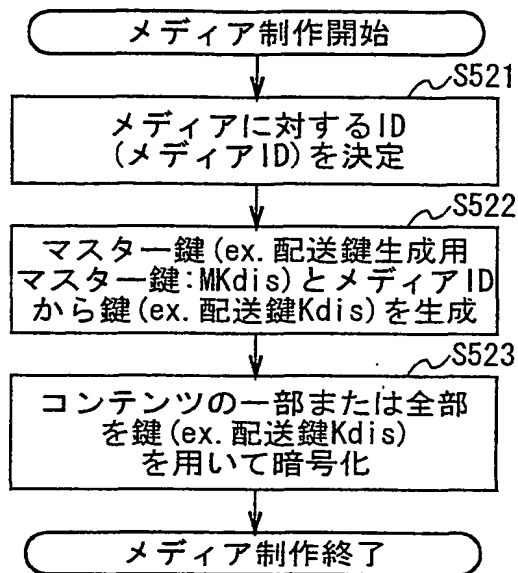 メディア制作開始
S521
メディアに対するID
(メディアID)を決定
S522
マスター鍵(ex.配送鍵生成用
マスター鍵:MKdis)とメディアID
から鍵(ex.配送鍵Kdis)を生成
S523
コンテンツの一部または全部
を鍵(ex.配送鍵Kdis)
を用いて暗号化
メディア制作終了